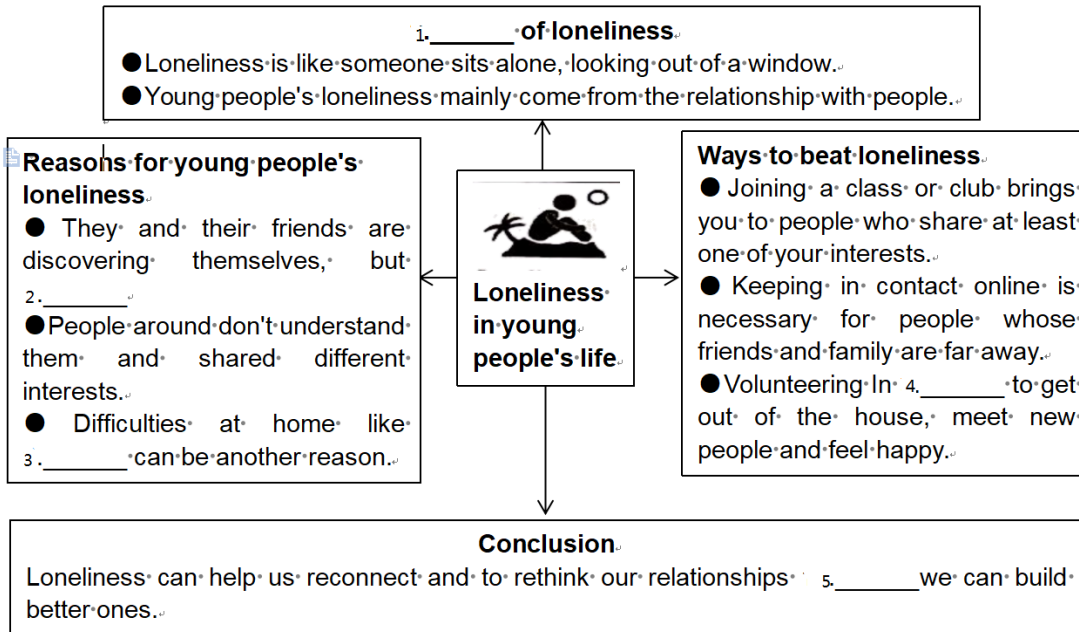 1._______ of loneliness
●Loneliness is like someone sits alone, looking out of a window.
●Young people's loneliness mainly come from the relationship with people.
Reasons for young people's
loneliness
● They and their friends are
discovering themselves, but
2._______
●People around don't understand
them and shared different
interests.
● Difficulties at home like
3._______ can be another reason.
Loneliness
in young
people's life
Ways to beat loneliness
● Joining a class or club brings
you to people who share at least
one of your interests.
● Keeping in contact online is
necessary for people whose
friends and family are far away.
●Volunteering In 4._______ to get
out of the house, meet new
people and feel happy.
Conclusion
Loneliness can help us reconnect and to rethink our relationships 5._______we can build
better ones.